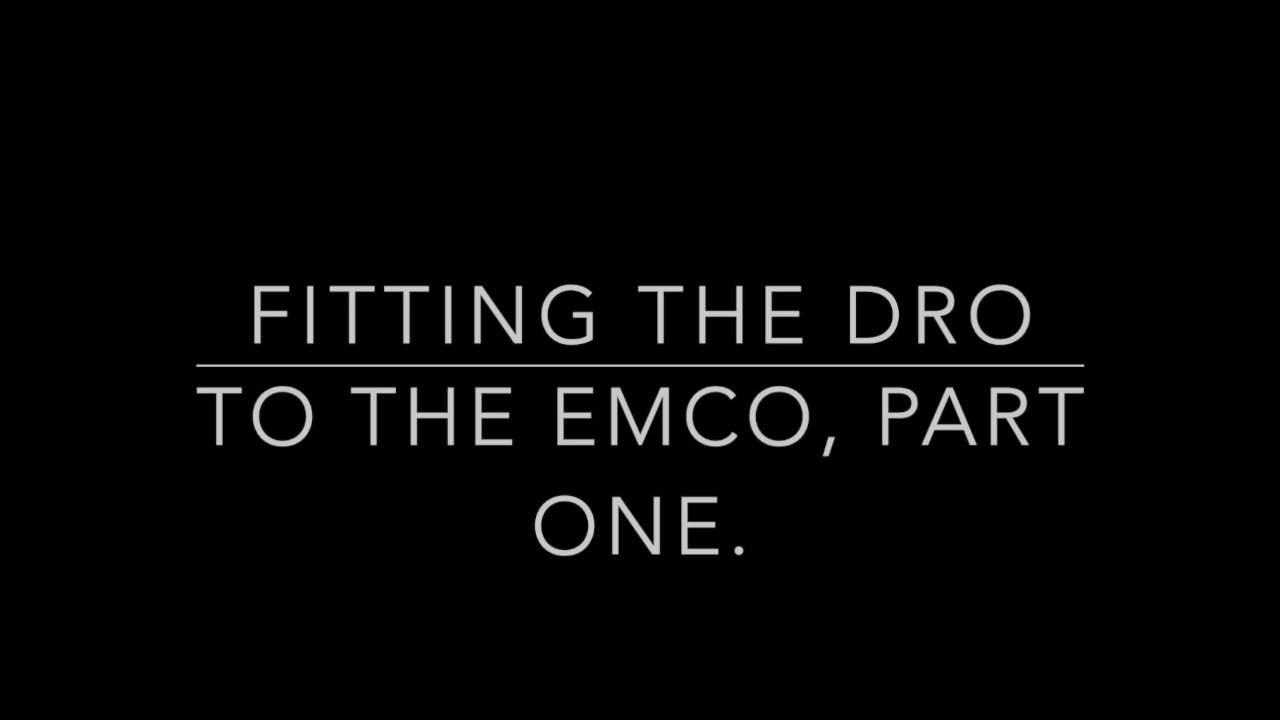 FITTING THE DRO
TO THE EMCO, PART
ONE.